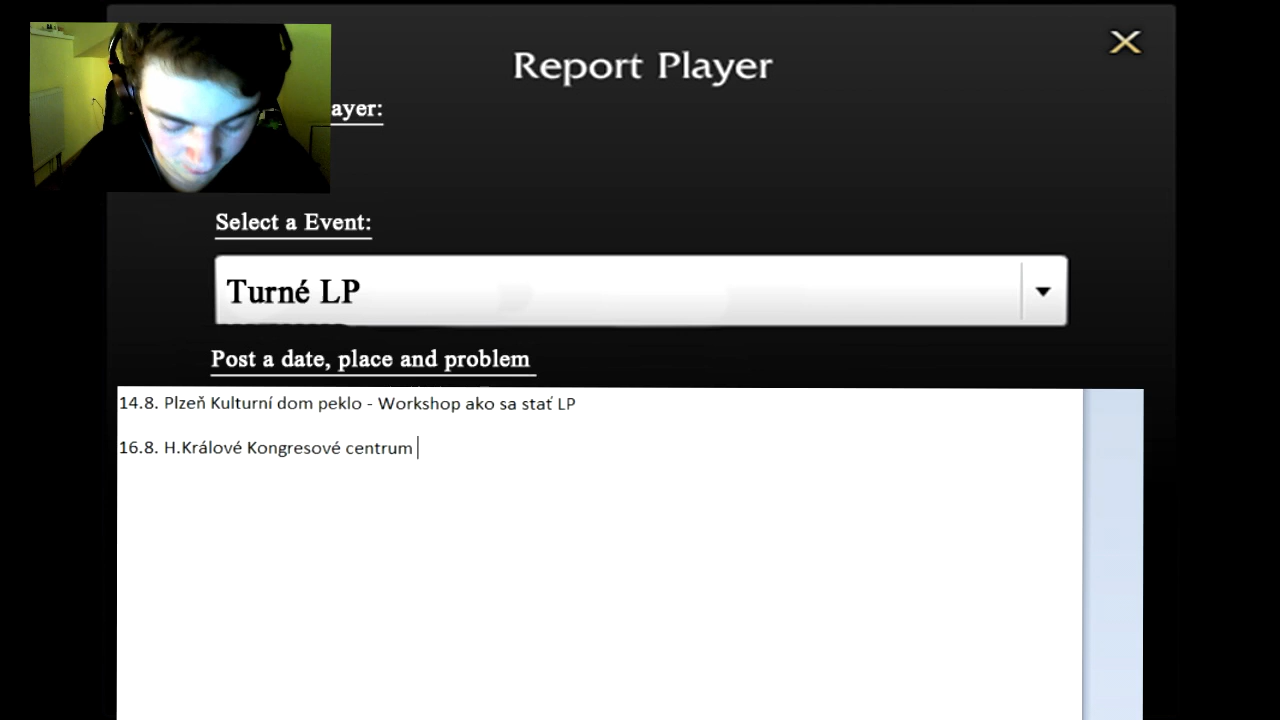 Report Player
ayer:
Select a Event:
Turné LP
Post a date, place and problem
14.8. Plzeň Kulturní dom peklo - Workshop ako sa stať LP
16.8. H.Králové Kongresové centrum